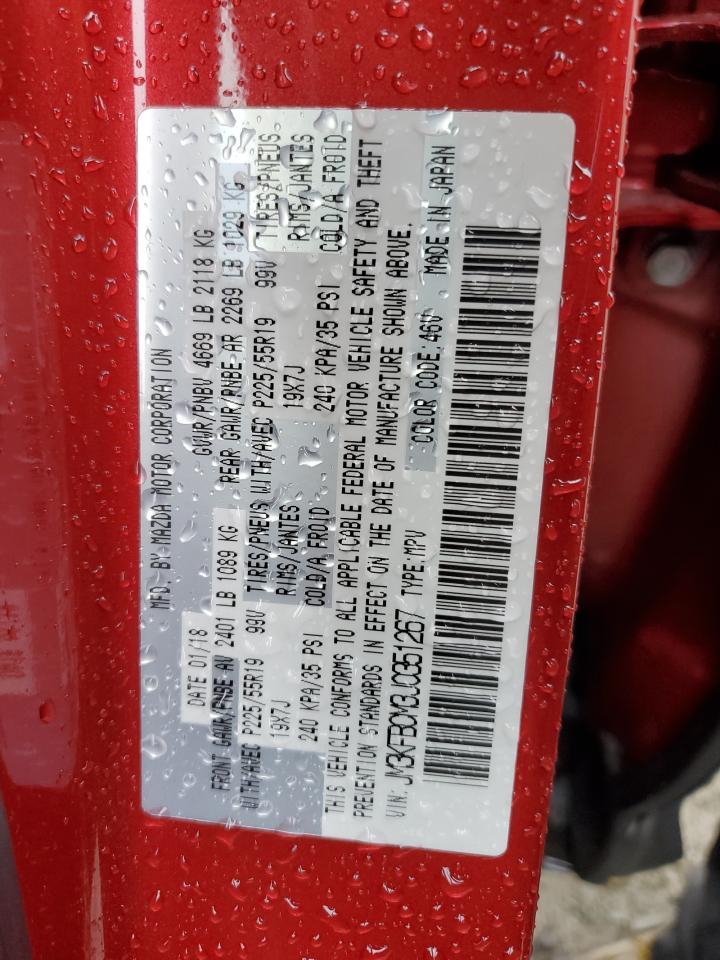 MFD BY MAZDA MOTOR CORPORATION
DATE 01/18 GVWR/PNBV 4669 LB 2118 KG
FRONT GAWR/PNBE AV 2401 LB 1089 KG REAR GAWR/PNBE AR 2269 LB 1029 KG
WITH/AVEC P225/55R19 99V TIRES/PNEUS WITH/AVEC P225/55R19 99V TIRES/PNEUS
19X7J RIMS/JANTES 19X7J RIMS/JANTES
240 KPA/35 PSI COLD/A FROID 240 KPA/35 PSI COLD/A FROID
THIS VEHICLE CONFORMS TO ALL APPLICABLE FEDERAL MOTOR VEHICLE SAFETY AND THEFT
PREVENTION STANDARDS IN EFFECT ON THE DATE OF MANUFACTURE SHOWN ABOVE.
VIN: JM3KFBCM3J0351267 TYPE:MPV COLOR CODE:46V MADE IN JAPAN